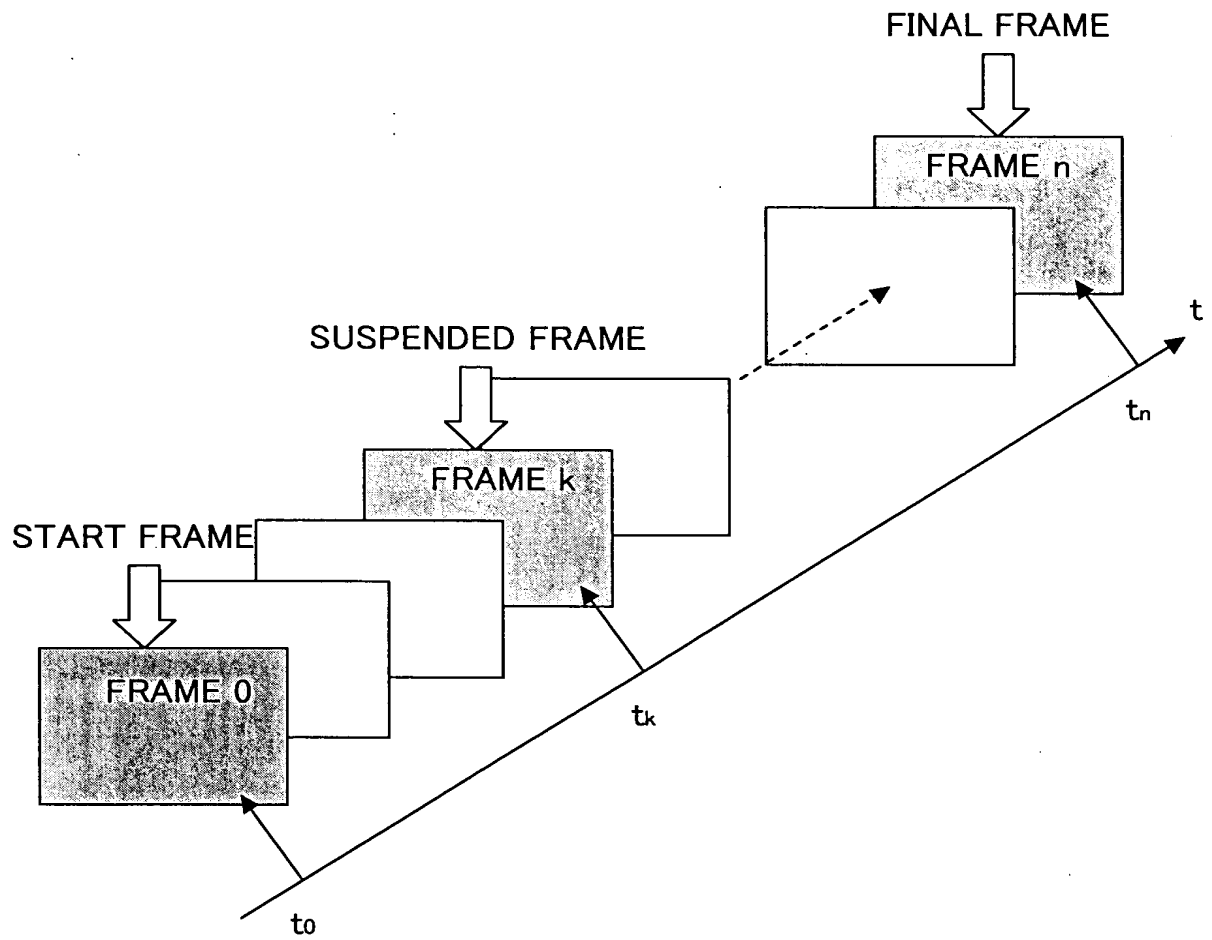 FINAL FRAME
FRAME n
t
SUSPENDED FRAME
tn
FRAME k
START FRAME
tk
FRAME 0
t0